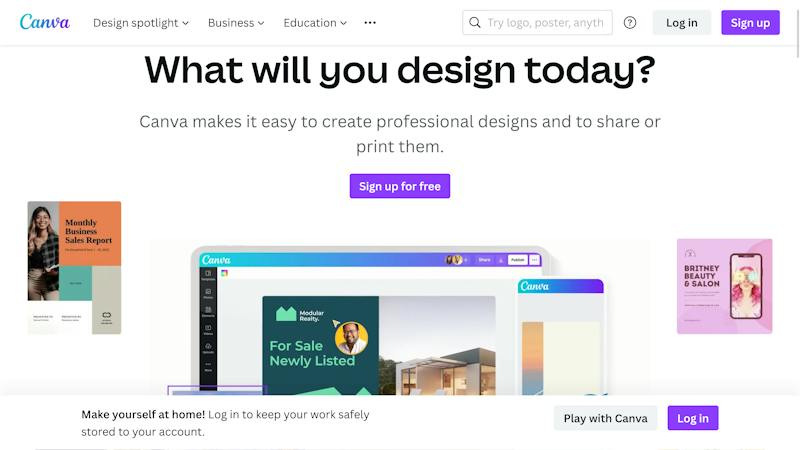 Canva
Design spotlight
Business
Education
Try logo, poster, anyth
Log in
Sign up
What will you design today?
Canva makes it easy to create professional designs and to share or
print them.
Sign up for free
Monthly
Business
Sales Report
Canva
Share
Publish
Modular
Realty.
For Sale
Newly Listed
Canva
BRITNEY
BEAUTY
& SALON
Make yourself at home! Log in to keep your work safely
stored to your account.
Play with Canva
Log in